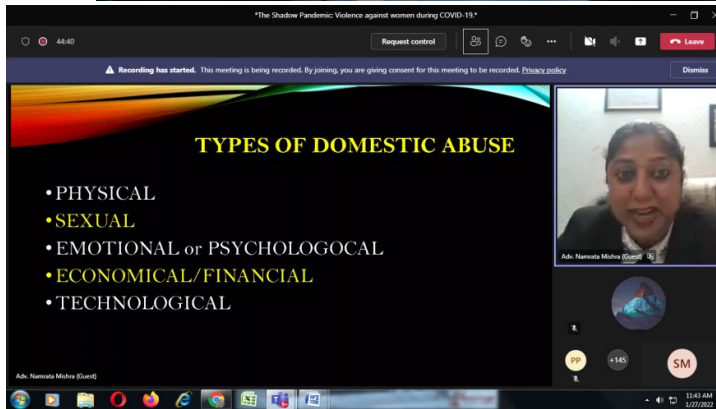 "The Shadow Pandemic: Violence against women during COVID-19."
44:40
Request control
Leave
Recording has started. This meeting is being recorded. By joining, you are giving consent for this meeting to be recorded. Privacy policy
Dismiss
TYPES OF DOMESTIC ABUSE
• PHYSICAL
• SEXUAL
• EMOTIONAL or PSYCHOLOGOCAL
• ECONOMICAL/FINANCIAL
• TECHNOLOGICAL
Adv. Namrata Mishra (Guest)
Adv. Namrata Mishra (Guest)
PP
+145
SM
11:43 AM
1/27/2022